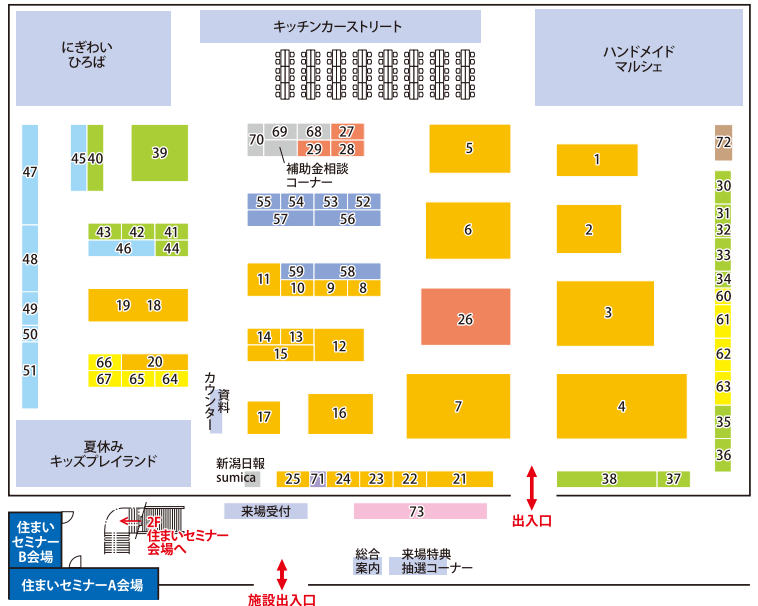 にぎわい
ひろば
キッチンカーストリート
ハンドメイド
マルシェ
47
45
40
39
70
69
68
27
29
28
補助金相談
コーナー
5
1
72
30
31
32
33
34
60
61
62
63
35
36
55
54
53
52
57
56
6
2
43
42
41
46
44
48
11
59
58
10
9
8
19
18
26
3
49
50
51
14
13
15
12
66
20
67
65
64
資料
カウンター
17
16
7
4
夏休み
キッズプレイランド
新潟日報
sumica
25
71
24
23
22
21
38
37
来場受付
73
出入口
2F
住まいセミナー
会場へ
住まい
セミナー
B会場
総合
案内
来場特典
抽選コーナー
住まいセミナーA会場
施設出入口